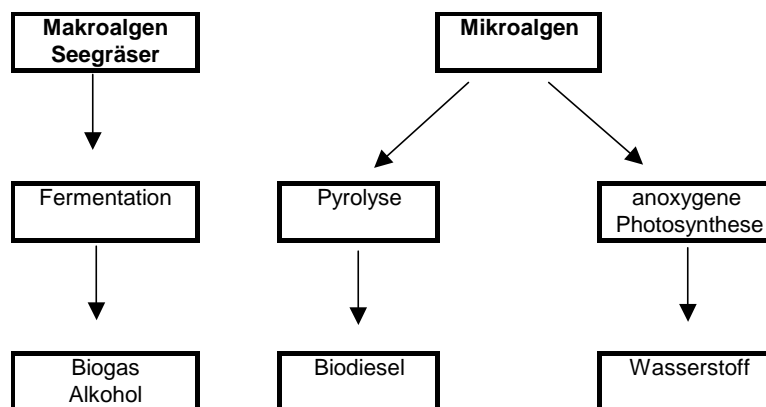 Makroalgen
Seegräser
Mikroalgen
Fermentation
Pyrolyse
anoxygene
Photosynthese
Biogas
Alkohol
Biodiesel
Wasserstoff